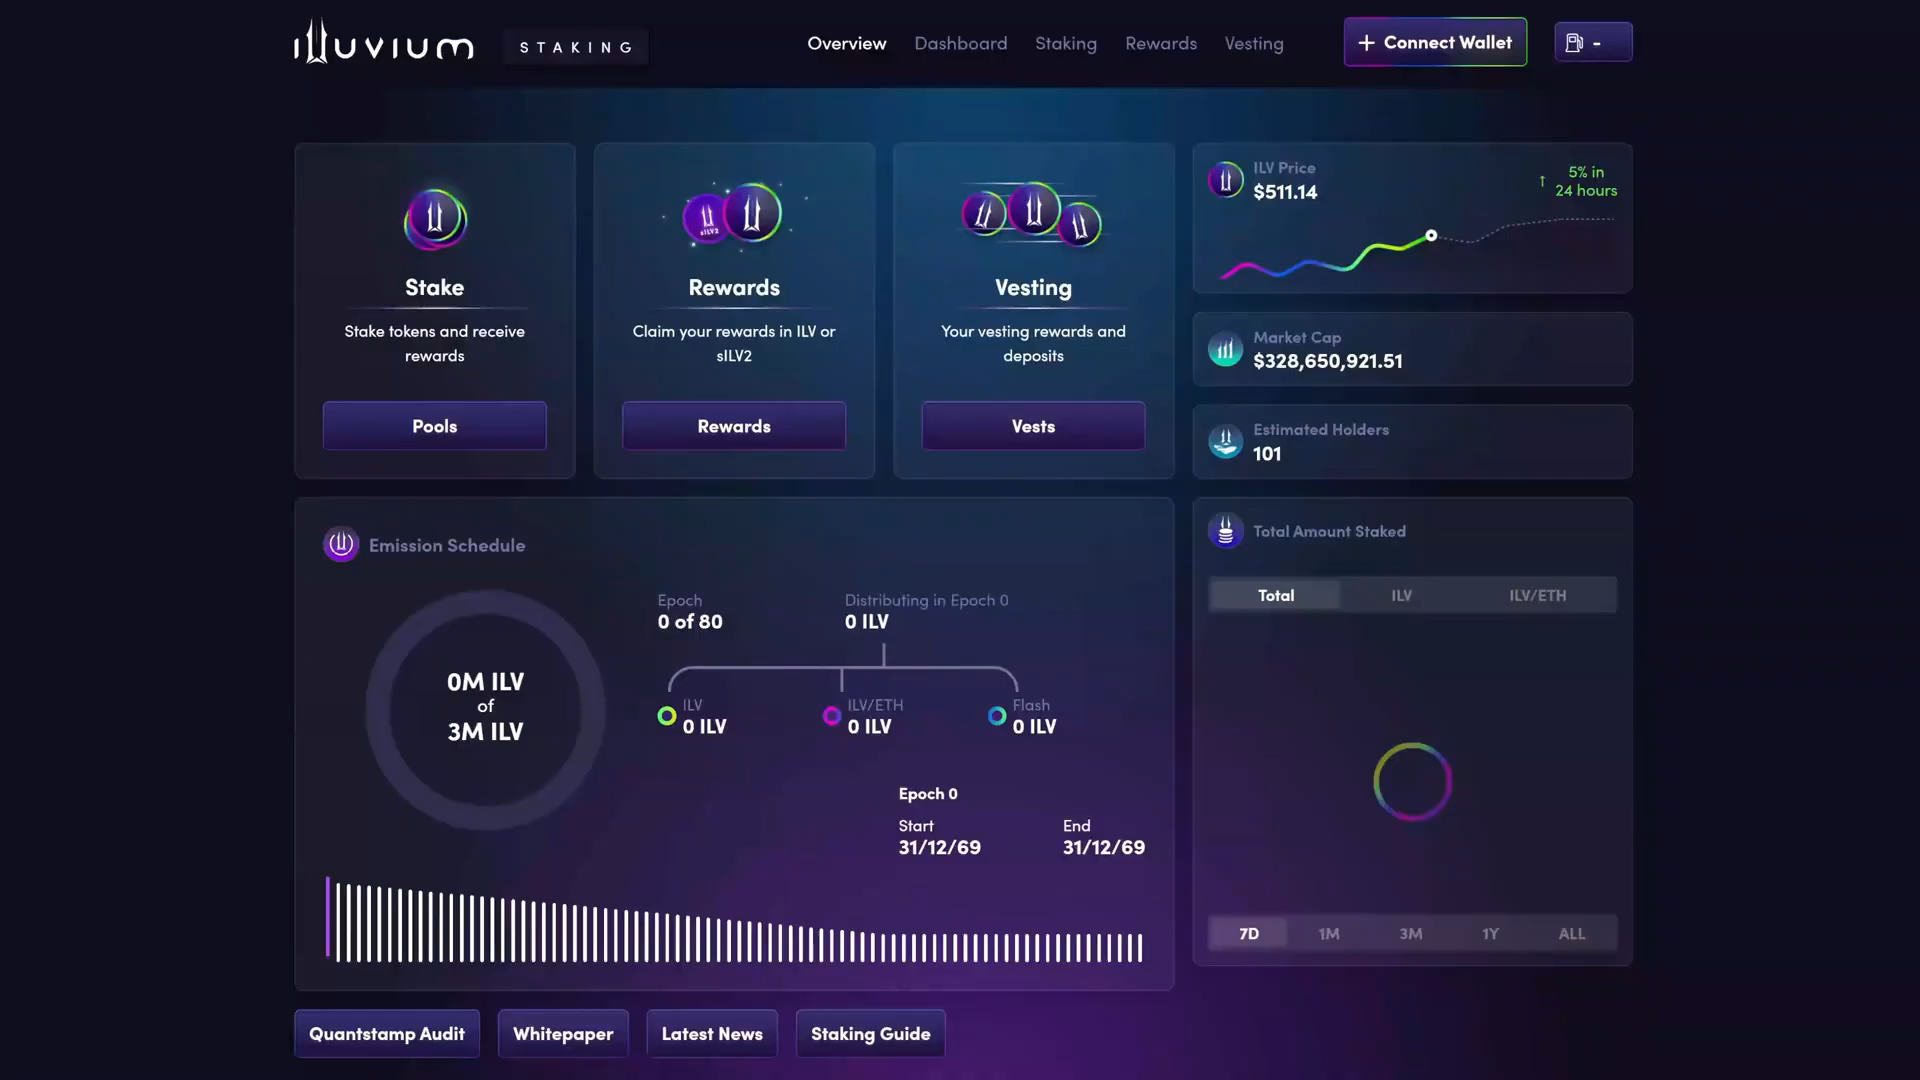 illuvium
STAKING
Overview
Dashboard
Staking
Rewards
Vesting
+ Connect Wallet
-
Stake
Stake tokens and receive
rewards
Pools
sILV2
Rewards
Claim your rewards in ILV or
sILV2
Rewards
Vesting
Your vesting rewards and
deposits
Vests
ILV Price
$511.14
↑ 5% in
24 hours
Market Cap
$328,650,921.51
Estimated Holders
101
Emission Schedule
0M ILV
of
3M ILV
Epoch
0 of 80
Distributing in Epoch 0
0 ILV
ILV
0 ILV
ILV/ETH
0 ILV
Flash
0 ILV
Epoch 0
Start
31/12/69
End
31/12/69
Total Amount Staked
Total
ILV
ILV/ETH
7D
1M
3M
1Y
ALL
Quantstamp Audit
Whitepaper
Latest News
Staking Guide